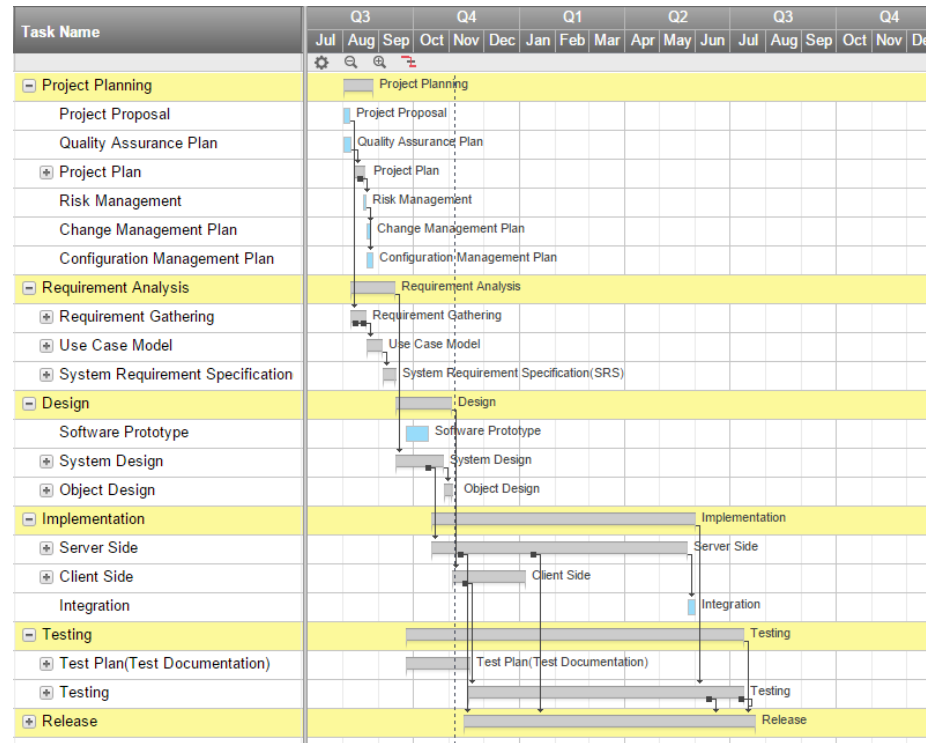 Task Name
Q3 Q4 Q1 Q2 Q3 Q4
Jul Aug Sep Oct Nov Dec Jan Feb Mar Apr May Jun Jul Aug Sep Oct Nov De
Project Planning Project Planning
Project Proposal Project Proposal
Quality Assurance Plan Quality Assurance Plan
Project Plan Project Plan
Risk Management Risk Management
Change Management Plan Change Management Plan
Configuration Management Plan Configuration Management Plan
Requirement Analysis Requirement Analysis
Requirement Gathering Requirement Gathering
Use Case Model Use Case Model
System Requirement Specification System Requirement Specification(SRS)
Design Design
Software Prototype Software Prototype
System Design System Design
Object Design Object Design
Implementation Implementation
Server Side Server Side
Client Side Client Side
Integration Integration
Testing Testing
Test Plan(Test Documentation) Test Plan(Test Documentation)
Testing Testing
Release Release